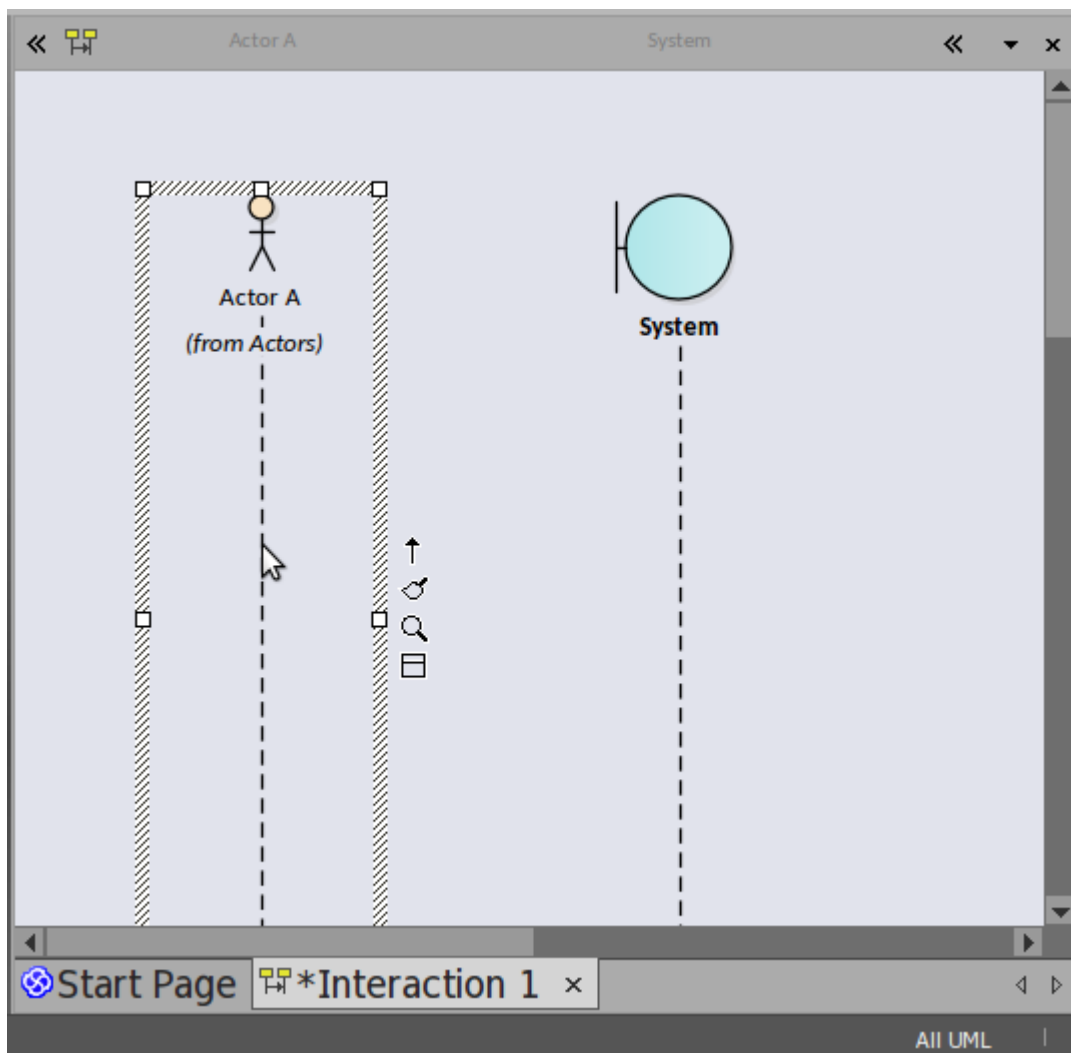 Actor A System
Actor A
(from Actors)
System
Start Page *Interaction 1
All UML